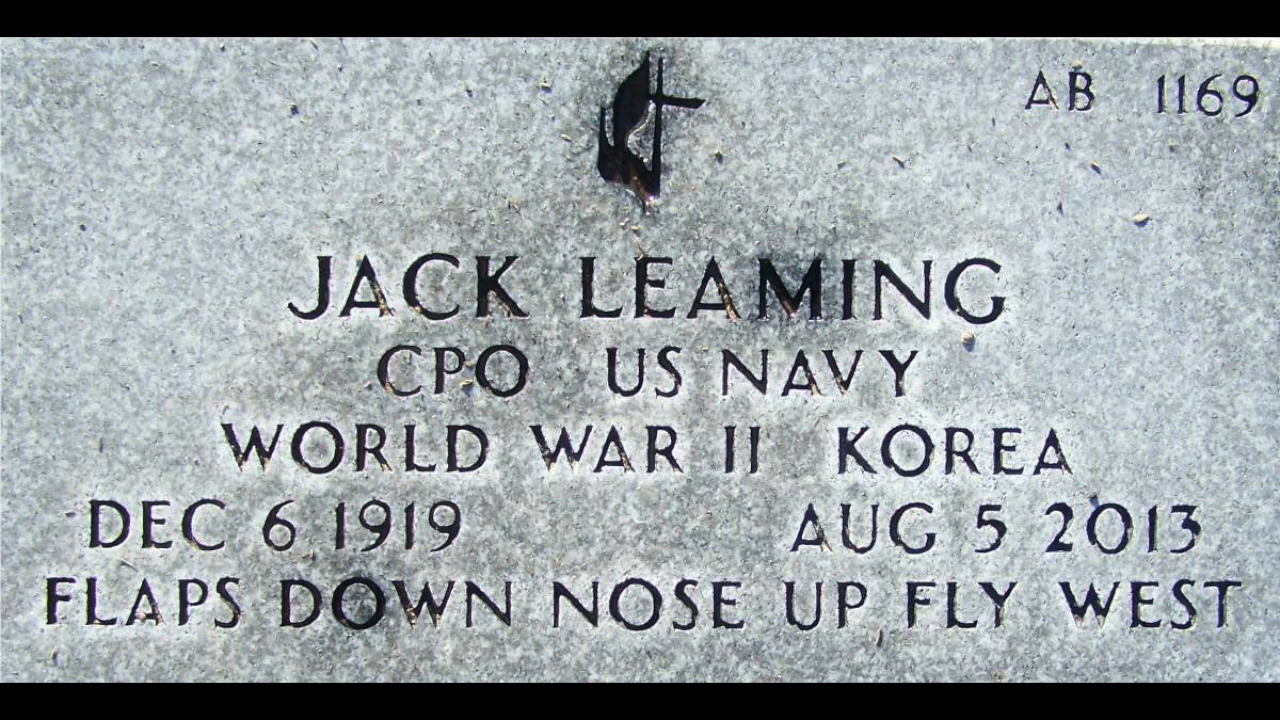 AB 1169
JACK LEAMING
CPO US NAVY
WORLD WAR II KOREA
DEC 6 1919 AUG 5 2013
FLAPS DOWN NOSE UP FLY WEST